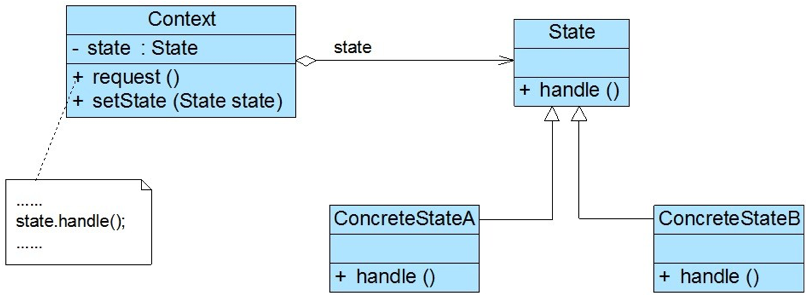 Context
- state : State
+ request ()
+ setState (State state)
state
State
+ handle ()
......
state.handle();
......
ConcreteStateA
+ handle ()
ConcreteStateB
+ handle ()